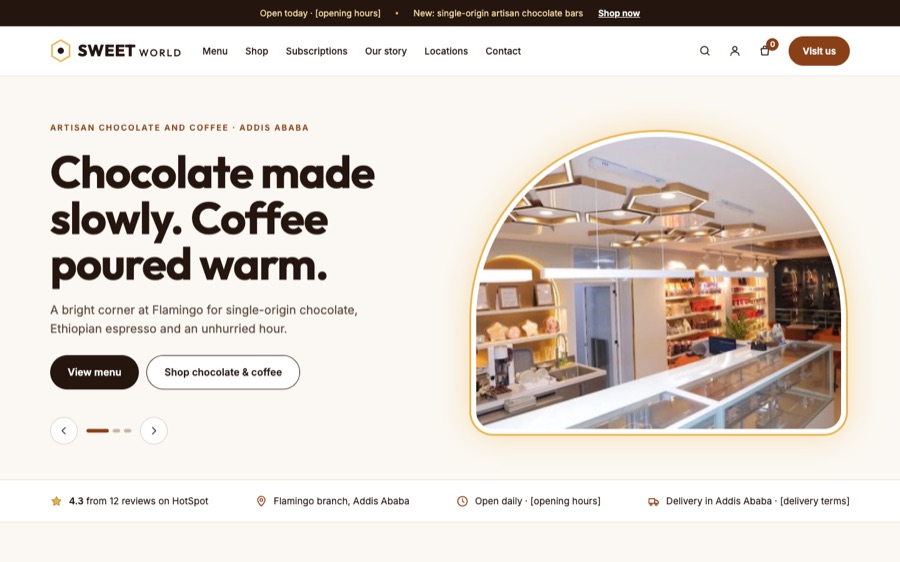 Open today · [opening hours] • New: single-origin artisan chocolate bars Shop now
SWEET WORLD Menu Shop Subscriptions Our story Locations Contact 0 Visit us
ARTISAN CHOCOLATE AND COFFEE · ADDIS ABABA
Chocolate made
slowly. Coffee
poured warm.
A bright corner at Flamingo for single-origin chocolate,
Ethiopian espresso and an unhurried hour.
View menu Shop chocolate & coffee
4.3 from 12 reviews on HotSpot Flamingo branch, Addis Ababa Open daily · [opening hours] Delivery in Addis Ababa · [delivery terms]